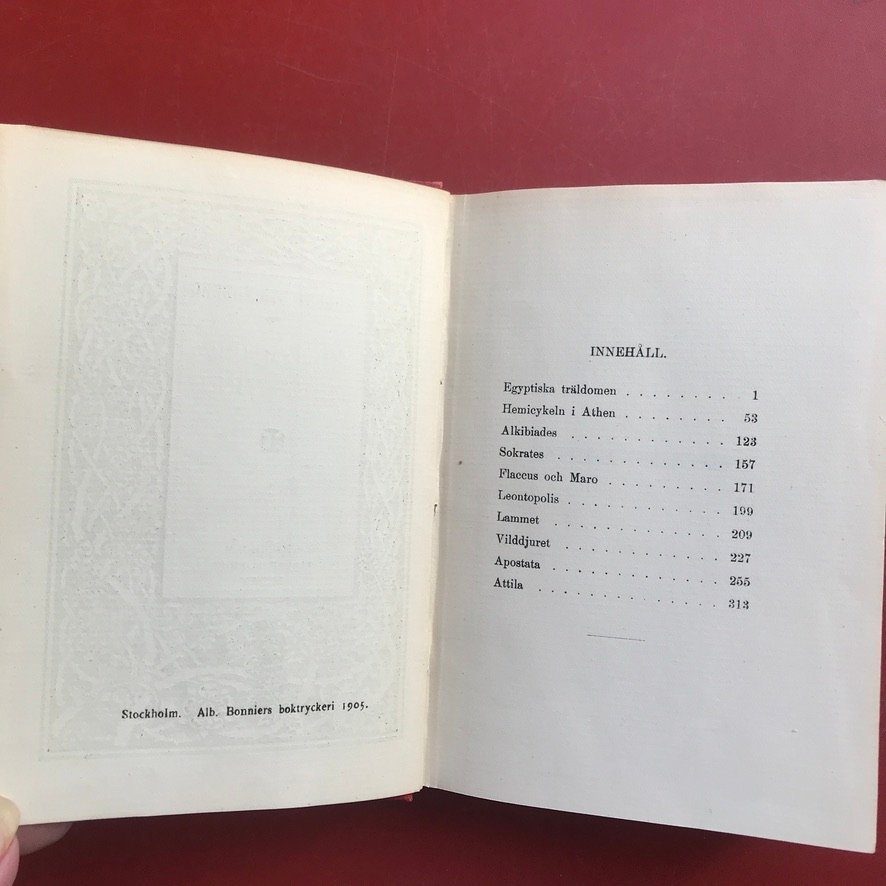 Stockholm. Alb. Bonniers boktryckeri 1905.
INNEHÅLL.
Egyptiska träldomen . . . . . . . . . 1
Hemicykeln i Athen . . . . . . . . . 53
Alkibiades . . . . . . . . . . . . . 123
Sokrates . . . . . . . . . . . . . . 157
Flaccus och Maro . . . . . . . . . . 171
Leontopolis . . . . . . . . . . . . . 199
Lammet . . . . . . . . . . . . . . 209
Vilddjuret . . . . . . . . . . . . . 227
Apostata . . . . . . . . . . . . . . 255
Attila . . . . . . . . . . . . . . . 313